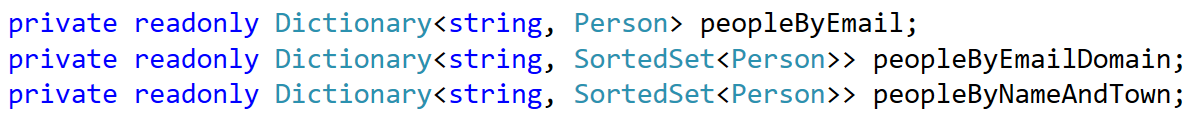 private readonly Dictionary<string, Person> peopleByEmail;
private readonly Dictionary<string, SortedSet<Person>> peopleByEmailDomain;
private readonly Dictionary<string, SortedSet<Person>> peopleByNameAndTown;